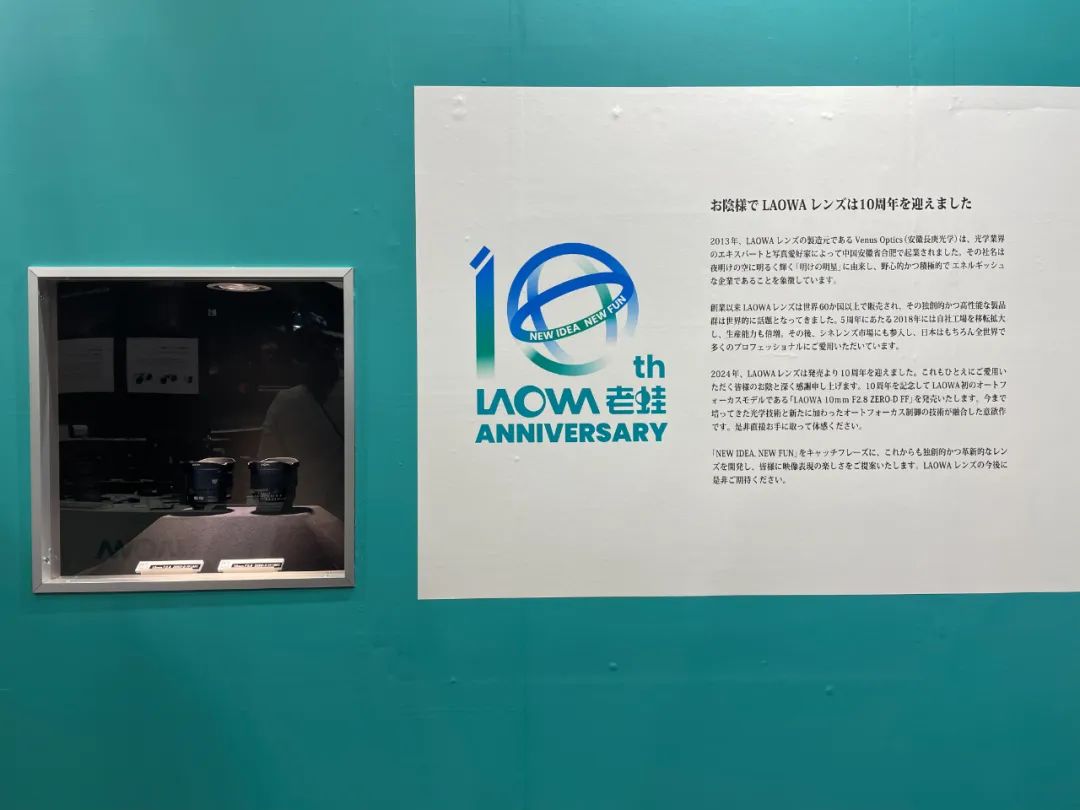 10th
NEW IDEA NEW FUN
LAOWA 老蛙
ANNIVERSARY
お陰様で LAOWA レンズは10周年を迎えました
2013年、LAOWA レンズの製造元である Venus Optics（安徽長庚光学）は、光学業界
のエキスパートと写真愛好家によって中国安徽省合肥で起業されました。その社名は
夜明けの空に明るく輝く「明けの明星」に由来し、野心的かつ積極的で エネルギッシュ
な企業であることを象徴しています。
創業以来 LAOWA レンズは世界 60か国以上で販売され、その独創的かつ高性能な製品
群は世界的に話題となってきました。5周年にあたる2018年には自社工場を移転拡大
し、生産能力も倍増。その後、シネレンズ市場にも参入し、日本はもちろん全世界で
多くのプロフェッショナルにご愛用いただいています。
2024年、LAOWAレンズは発売より10周年を迎えました。これもひとえにご愛用い
ただく皆様のお陰と深く感謝申し上げます。10周年を記念して LAOWA初のオートフ
ォーカスモデルである「LAOWA 10mm F2.8 ZERO-D FF」を発売いたします。今まで
培ってきた光学技術と新たに加わったオートフォーカス制御の技術が融合した意欲作
です。是非直接お手に取って体感ください。
「NEW IDEA. NEW FUN」をキャッチフレーズに、これからも独創的かつ革新的なレン
ズを開発し、皆様に映像表現の楽しさをご提案いたします。LAOWAレンズの今後に
是非ご期待ください。